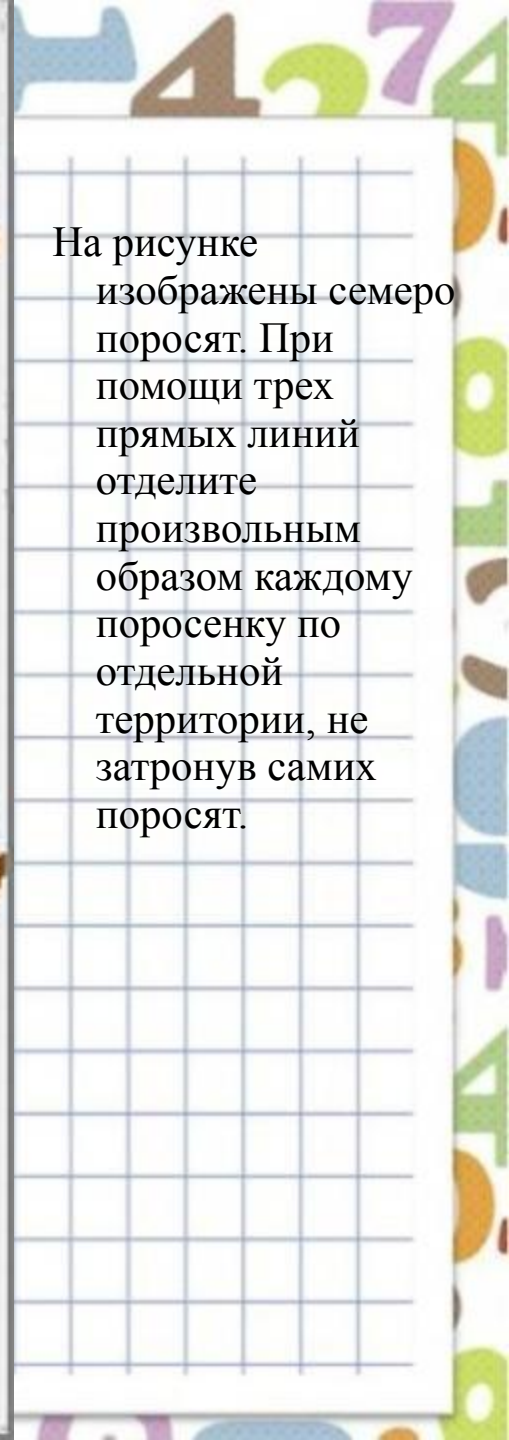 На рисунке
изображены семеро
поросят. При
помощи трех
прямых линий
отделите
произвольным
образом каждому
поросенку по
отдельной
территории, не
затронув самих
поросят.